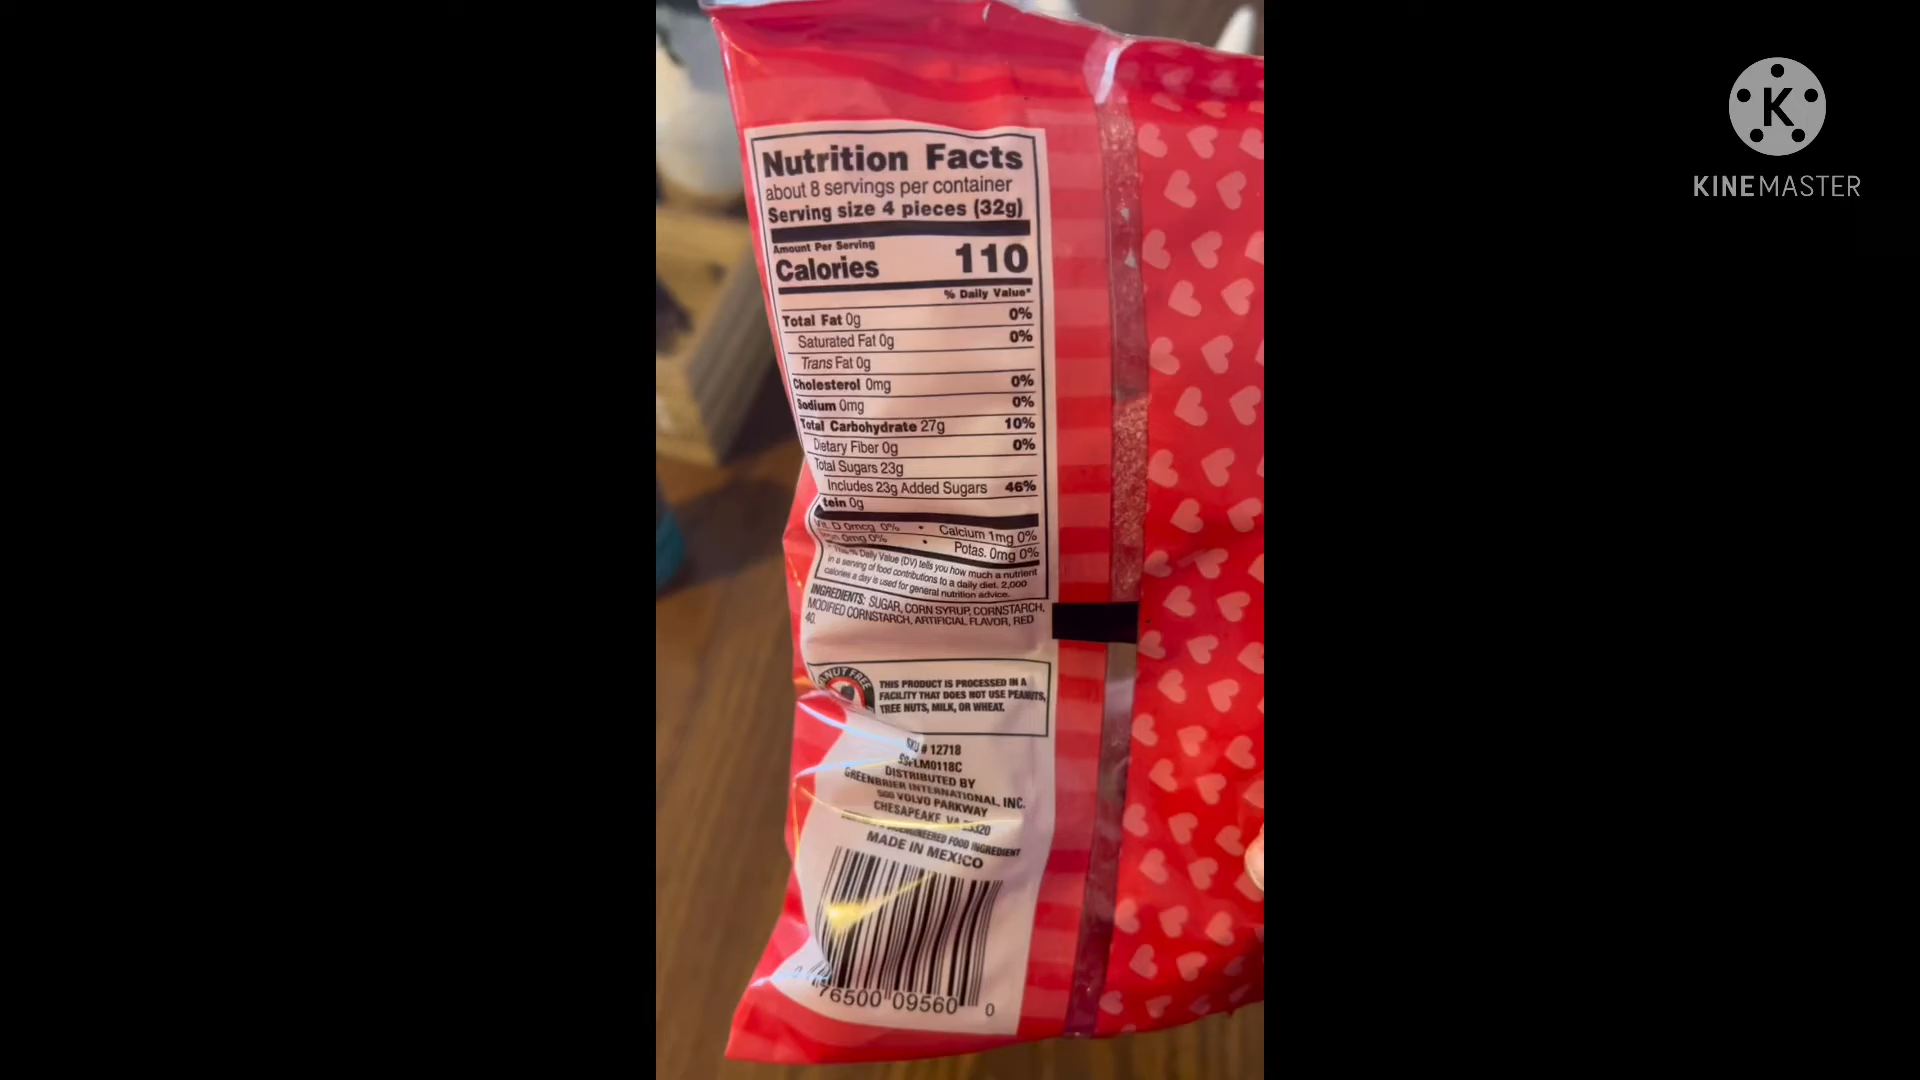 Nutrition Facts
about 8 servings per container
Serving size 4 pieces (32g)
Amount Per Serving
Calories 110
% Daily Value*
Total Fat 0g 0%
Saturated Fat 0g 0%
Trans Fat 0g
Cholesterol 0mg 0%
Sodium 0mg 0%
Total Carbohydrate 27g 10%
Dietary Fiber 0g 0%
Total Sugars 23g
Includes 23g Added Sugars 46%
tein 0g
Vit. D 0mcg 0% • Calcium 1mg 0%
0mg 0% • Potas. 0mg 0%
Daily Value (DV) tells you how much a nutrient
in a serving of food contributions to a daily diet. 2,000
calories a day is used for general nutrition advice.
INGREDIENTS: SUGAR, CORN SYRUP, CORNSTARCH,
MODIFIED CORNSTARCH, ARTIFICIAL FLAVOR, RED
40.
NUT FREE
THIS PRODUCT IS PROCESSED IN A
FACILITY THAT DOES NOT USE PEANUTS,
TREE NUTS, MILK, OR WHEAT.
SKU # 12718
LM0118C
DISTRIBUTED BY
GREENBRIER INTERNATIONAL, INC.
500 VOLVO PARKWAY
CHESAPEAKE, VA
FOOD INGREDIENT
MADE IN MEXICO
76500 09560 0
KINEMASTER